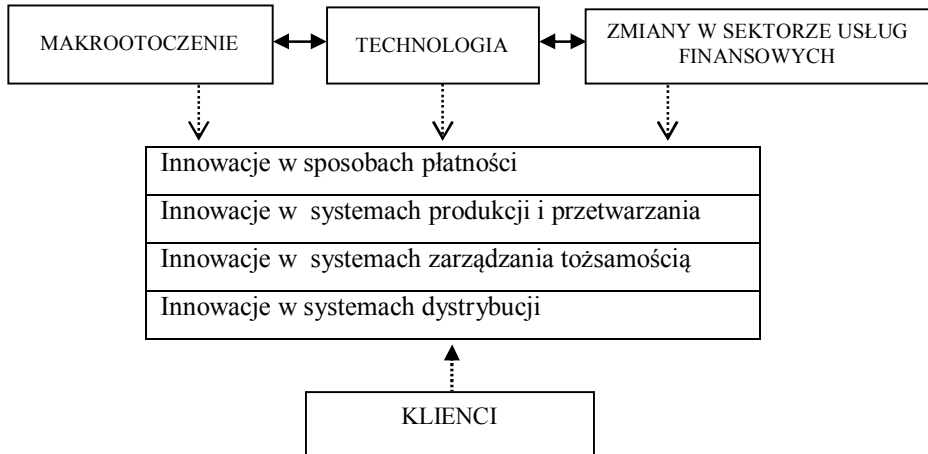 MAKROOTOCZENIE
TECHNOLOGIA
ZMIANY W SEKTORZE USŁUG
FINANSOWYCH
Innowacje w sposobach płatności
Innowacje w systemach produkcji i przetwarzania
Innowacje w systemach zarządzania tożsamością
Innowacje w systemach dystrybucji
KLIENCI